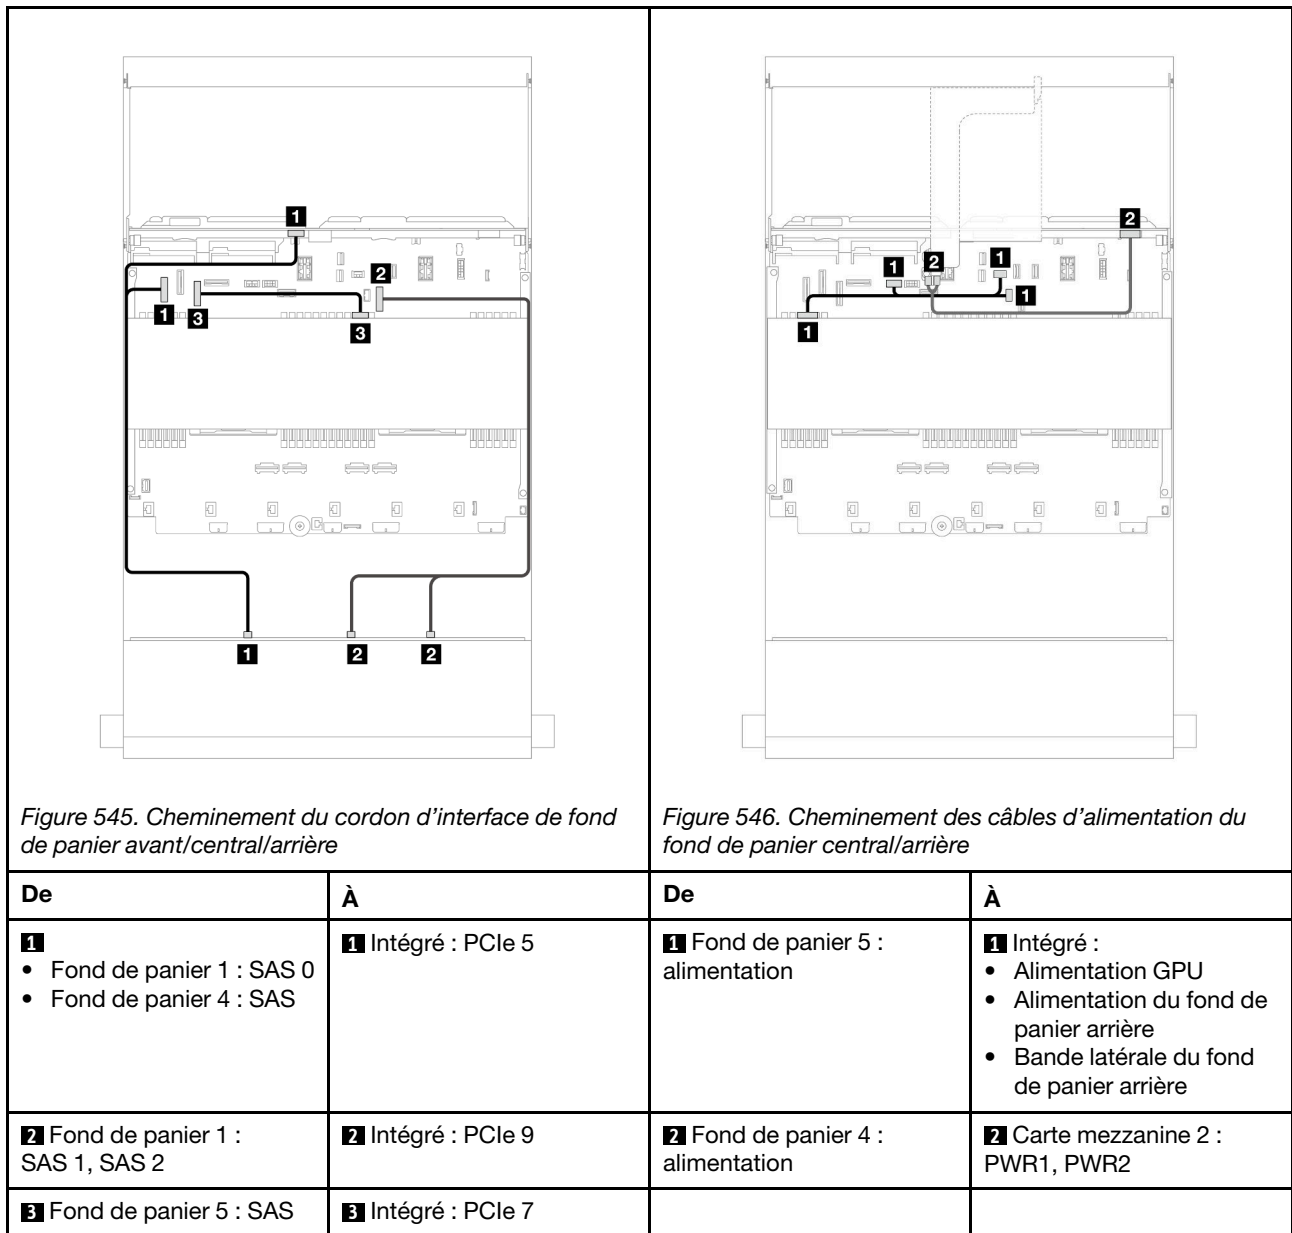 1
2
1
3
3
1
2
2
2
1
2
1
1
1
Figure 545. Cheminement du cordon d’interface de fond
de panier avant/central/arrière
Figure 546. Cheminement des câbles d’alimentation du
fond de panier central/arrière
De
À
De
À
1
• Fond de panier 1 : SAS 0
• Fond de panier 4 : SAS
1 Intégré : PCIe 5
1 Fond de panier 5 :
alimentation
1 Intégré :
• Alimentation GPU
• Alimentation du fond de
panier arrière
• Bande latérale du fond
de panier arrière
2 Fond de panier 1 :
SAS 1, SAS 2
2 Intégré : PCIe 9
2 Fond de panier 4 :
alimentation
2 Carte mezzanine 2 :
PWR1, PWR2
3 Fond de panier 5 : SAS
3 Intégré : PCIe 7